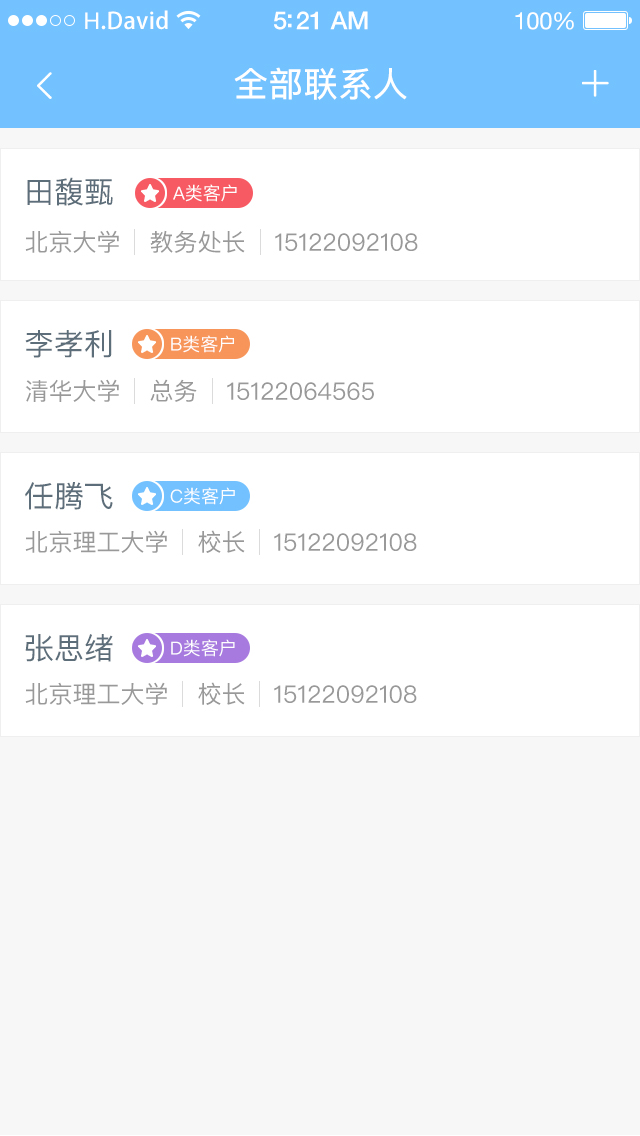 H.David 5:21 AM 100%
全部联系人
田馥甄 A类客户
北京大学 教务处长 15122092108
李孝利 B类客户
清华大学 总务 15122064565
任腾飞 C类客户
北京理工大学 校长 15122092108
张思绪 D类客户
北京理工大学 校长 15122092108